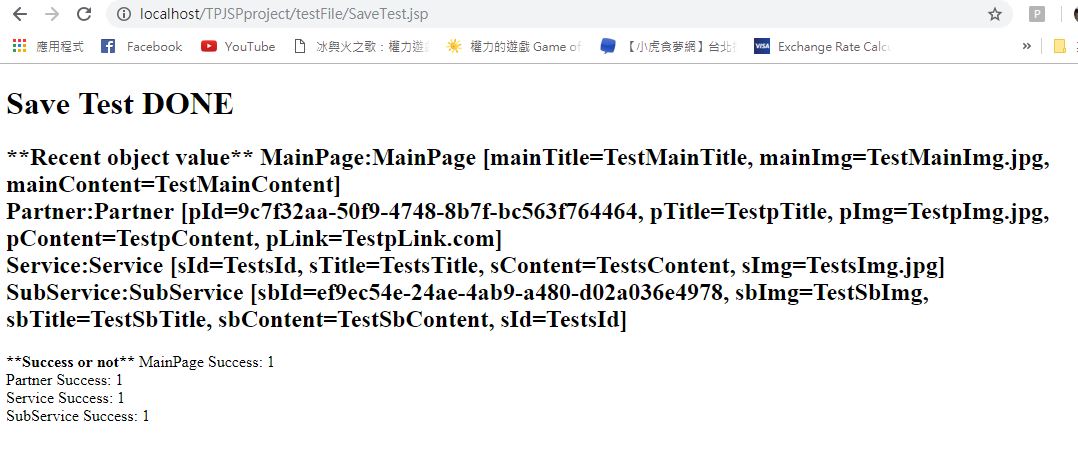 localhost/TPJSPproject/testFile/SaveTest.jsp
P
應用程式 Facebook YouTube 冰與火之歌：權力遊 權力的遊戲 Game of 【小虎食夢網】台北 VISA Exchange Rate Calc »
Save Test DONE
**Recent object value** MainPage:MainPage [mainTitle=TestMainTitle, mainImg=TestMainImg.jpg,
mainContent=TestMainContent]
Partner:Partner [pId=9c7f32aa-50f9-4748-8b7f-bc563f764464, pTitle=TestpTitle, pImg=TestpImg.jpg,
pContent=TestpContent, pLink=TestpLink.com]
Service:Service [sId=TestsId, sTitle=TestsTitle, sContent=TestsContent, sImg=TestsImg.jpg]
SubService:SubService [sbId=ef9ec54e-24ae-4ab9-a480-d02a036e4978, sbImg=TestSbImg,
sbTitle=TestSbTitle, sbContent=TestSbContent, sId=TestsId]
**Success or not** MainPage Success: 1
Partner Success: 1
Service Success: 1
SubService Success: 1